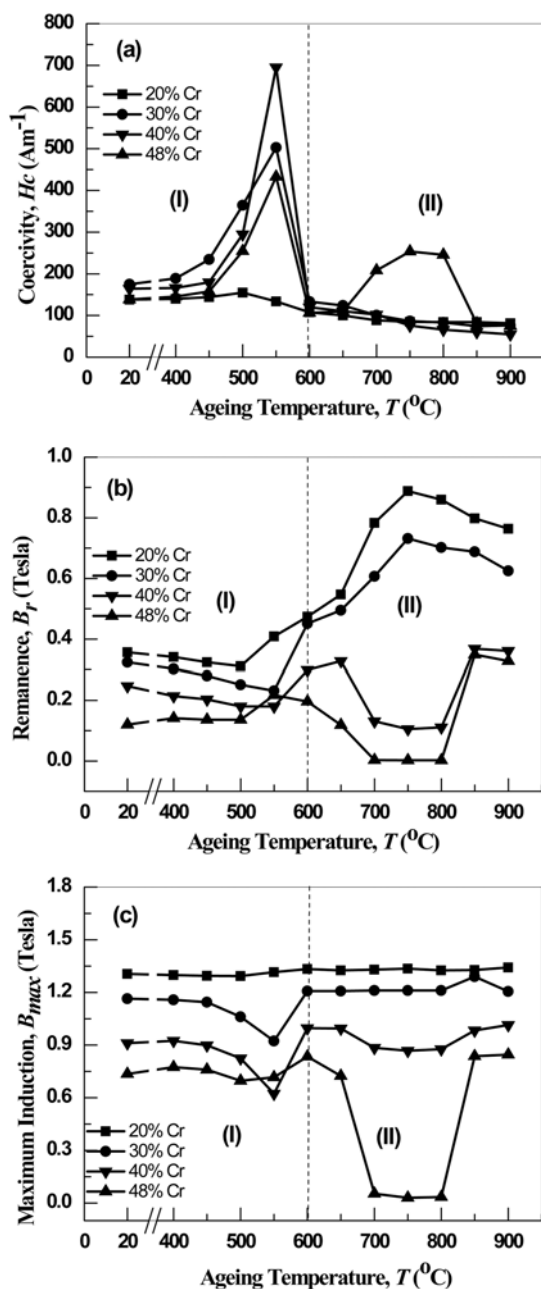 (a)
800
700
600
500
400
300
200
100
0
Coercivity, Hc (Am⁻¹)
20% Cr
30% Cr
40% Cr
48% Cr
(I)
(II)
0 20 400 500 600 700 800 900
Ageing Temperature, T (°C)
(b)
1.0
0.8
0.6
0.4
0.2
0.0
Remanence, Br (Tesla)
20% Cr
30% Cr
40% Cr
48% Cr
(I)
(II)
0 20 400 500 600 700 800 900
Ageing Temperature, T (°C)
(c)
1.8
1.5
1.2
0.9
0.6
0.3
0.0
Maximum Induction, Bmax (Tesla)
(I)
(II)
20% Cr
30% Cr
40% Cr
48% Cr
0 20 400 500 600 700 800 900
Ageing Temperature, T (°C)